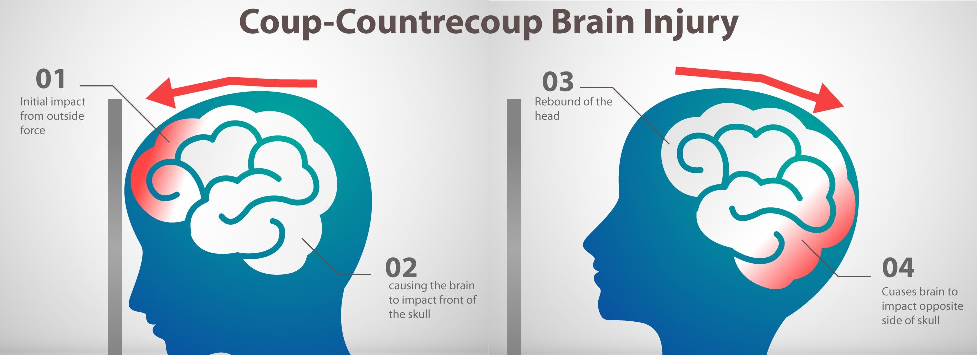 Coup-Countrecoup Brain Injury
01
Initial impact
from outside
force
02
causing the brain
to impact front of
the skull
03
Rebound of the
head
04
Cuases brain to
impact opposite
side of skull